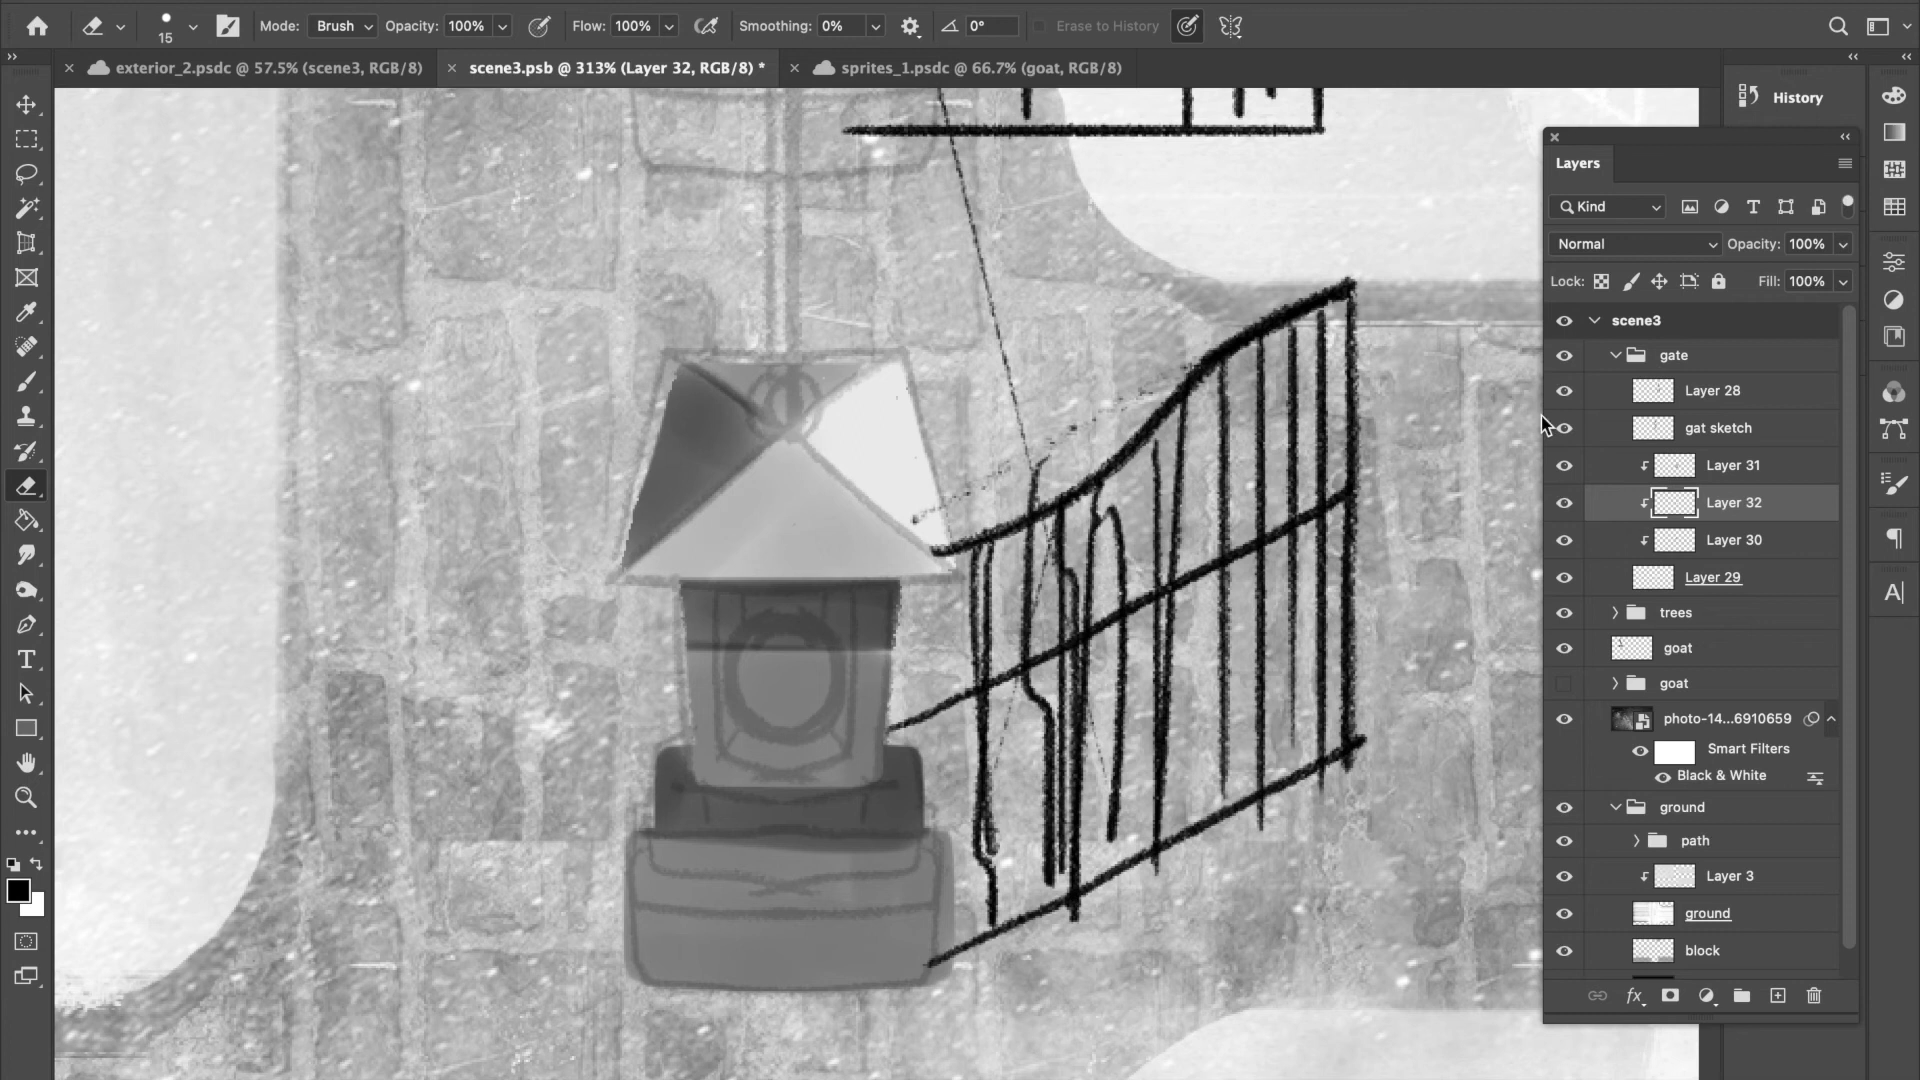 15
Mode: Brush Opacity: 100% Flow: 100% Smoothing: 0% 0° Erase to History
exterior_2.psdc @ 57.5% (scene3, RGB/8) scene3.psb @ 313% (Layer 32, RGB/8) * sprites_1.psdc @ 66.7% (goat, RGB/8)
History
Layers
Kind
Normal Opacity: 100%
Lock: Fill: 100%
scene3
gate
Layer 28
gat sketch
Layer 31
Layer 32
Layer 30
Layer 29
trees
goat
goat
photo-14...6910659
Smart Filters
Black & White
ground
path
Layer 3
ground
block
fx